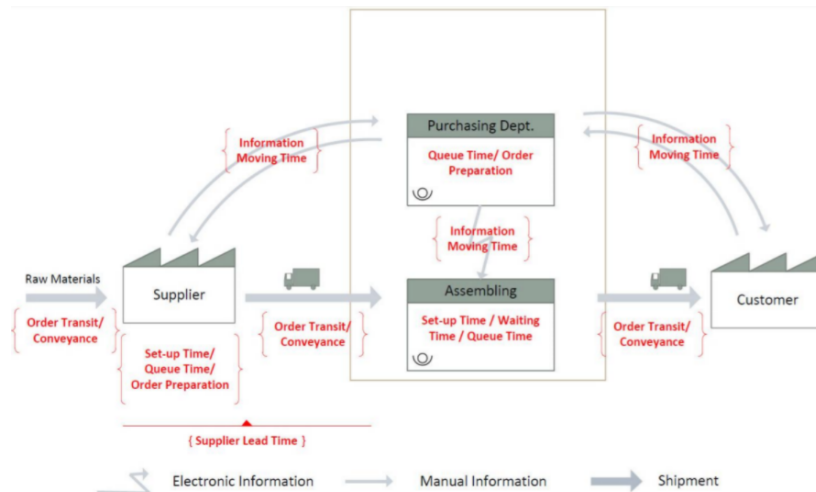 Purchasing Dept.
Queue Time/ Order
Preparation
{ Information
Moving Time }
{ Information
Moving Time }
{ Information
Moving Time }
Raw Materials
Supplier
Assembling
Customer
{ Order Transit/
Conveyance }
Set-up Time/
Queue Time/
Order Preparation
{ Order Transit/
Conveyance }
Set-up Time / Waiting
Time / Queue Time
{ Order Transit/
Conveyance }
{ Supplier Lead Time }
Electronic Information
Manual Information
Shipment